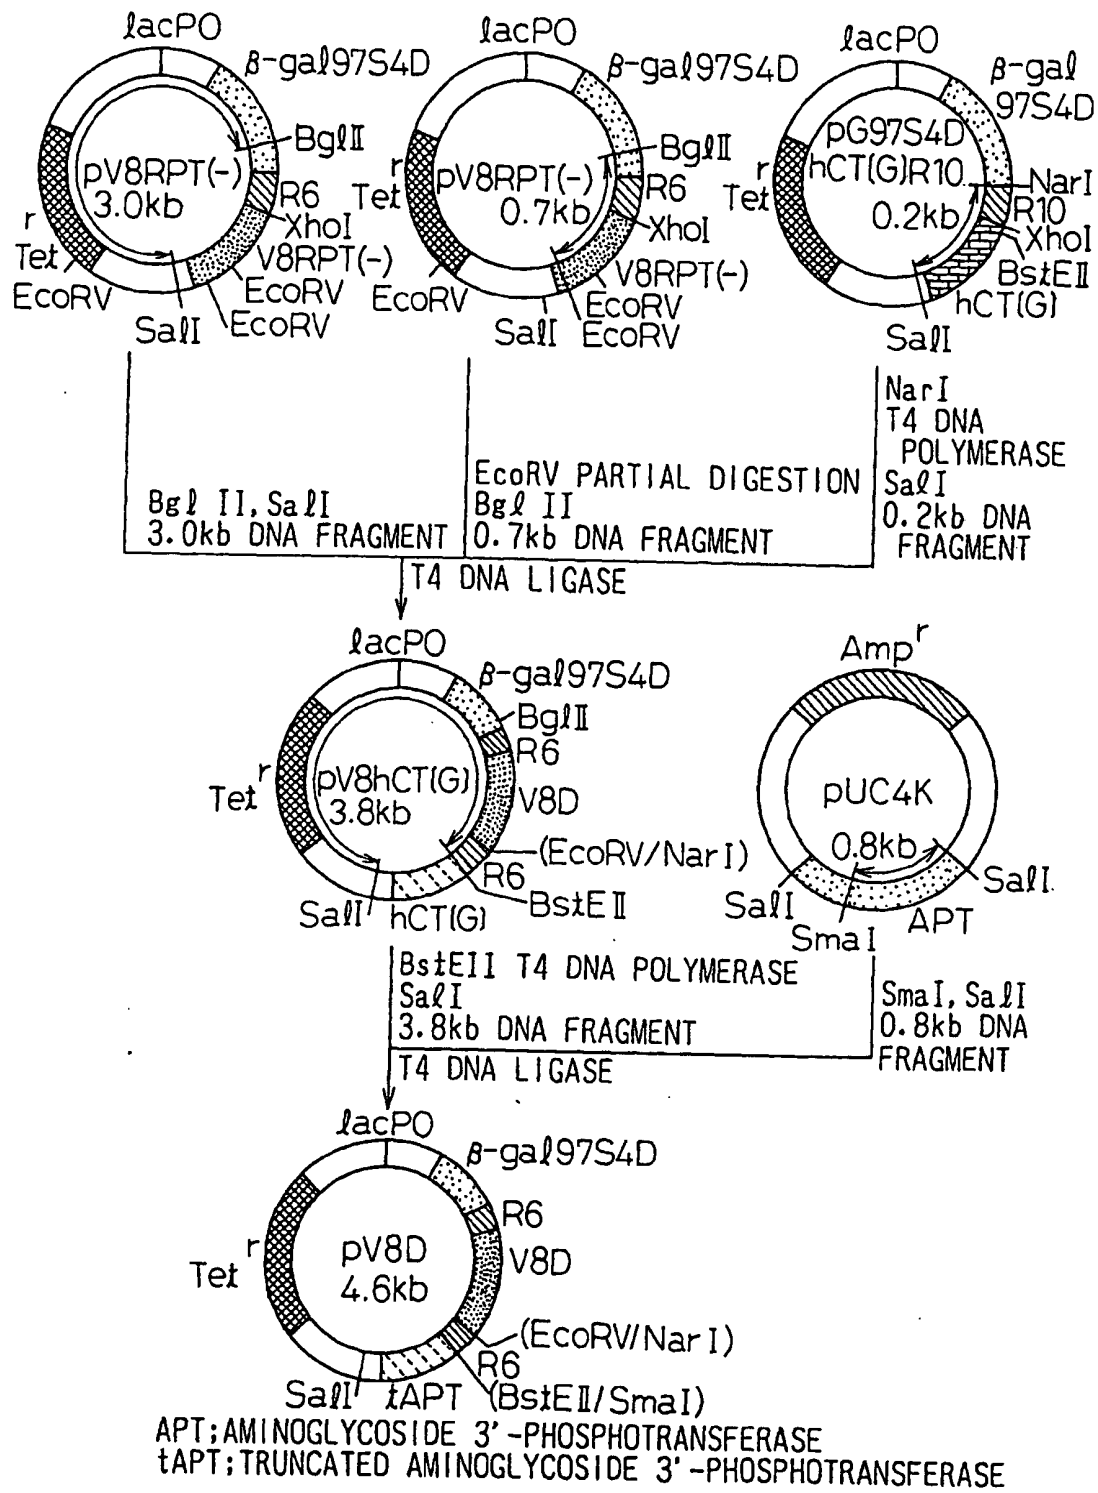 lacPO
β-gal97S4D
BglII
pV8RPT(-)
3.0kb
R6
XhoI
V8RPT(-)
r
Tet
EcoRV
EcoRV
EcoRV
SalI
lacPO
β-gal97S4D
BglII
pV8RPT(-)
0.7kb
R6
XhoI
V8RPT(-)
r
Tet
EcoRV
EcoRV
EcoRV
SalI
lacPO
β-gal
97S4D
pG97S4D
hCT(G)R10
0.2kb
NarI
R10
XhoI
BstEII
hCT(G)
r
Tet
SalI
Bgl II, SalI
3.0kb DNA FRAGMENT
EcoRV PARTIAL DIGESTION
Bgl II
0.7kb DNA FRAGMENT
NarI
T4 DNA
POLYMERASE
SalI
0.2kb DNA
FRAGMENT
T4 DNA LIGASE
lacPO
β-gal97S4D
BglII
R6
pV8hCT(G)
3.8kb
V8D
r
Tet
(EcoRV/NarI)
R6
BstEII
SalI
hCT(G)
Amp r
pUC4K
0.8kb
SalI
SalI
SmaI
APT
BstEII T4 DNA POLYMERASE
SalI
3.8kb DNA FRAGMENT
SmaI, SalI
0.8kb DNA
FRAGMENT
T4 DNA LIGASE
lacPO
β-gal97S4D
R6
pV8D
4.6kb
V8D
r
Tet
(EcoRV/NarI)
R6
SalI
tAPT
(BstEII/SmaI)
APT;AMINOGLYCOSIDE 3'-PHOSPHOTRANSFERASE
tAPT;TRUNCATED AMINOGLYCOSIDE 3'-PHOSPHOTRANSFERASE